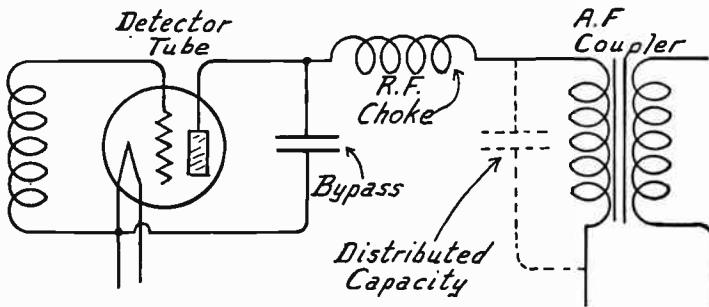 Detector
Tube
A.F
Coupler
R.F.
Choke
Bypass
Distributed
Capacity